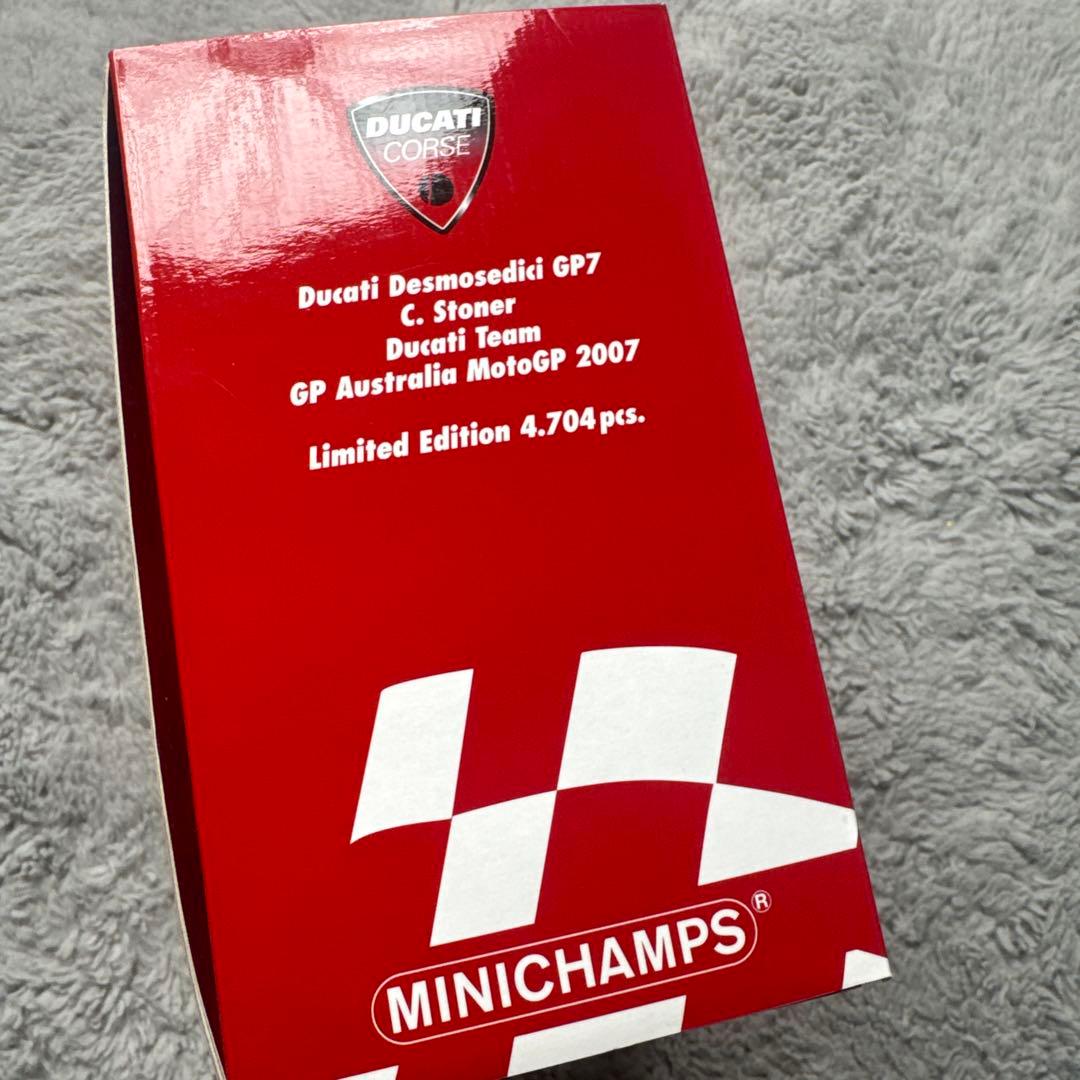 DUCATI
CORSE
Ducati Desmosedici GP7
C. Stoner
Ducati Team
GP Australia MotoGP 2007
Limited Edition 4.704 pcs.
MINICHAMPS®